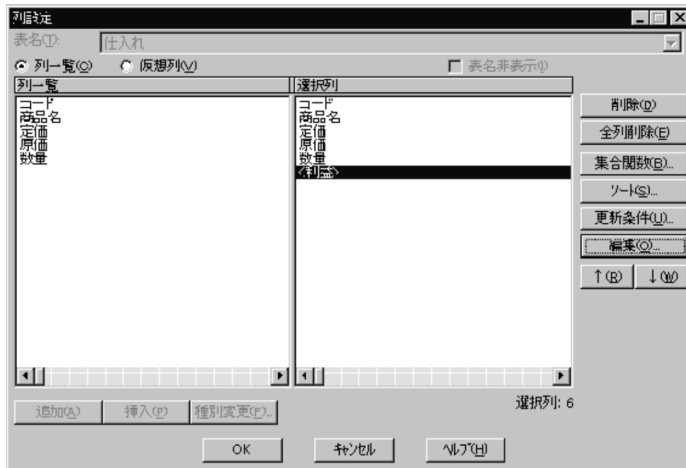 列設定
表名(T):
仕入れ
列一覧(C)
仮想列(V)
表名非表示(I)
列一覧
選択列
コード
商品名
定価
原価
数量
コード
商品名
定価
原価
数量
<利益>
削除(D)
全列削除(E)
集合関数(B)...
ソート(S)...
更新条件(U)...
編集(O)...
↑(R)
↓(W)
追加(A)
挿入(P)
種別変更(F)...
選択列: 6
OK
キャンセル
ヘルプ(H)